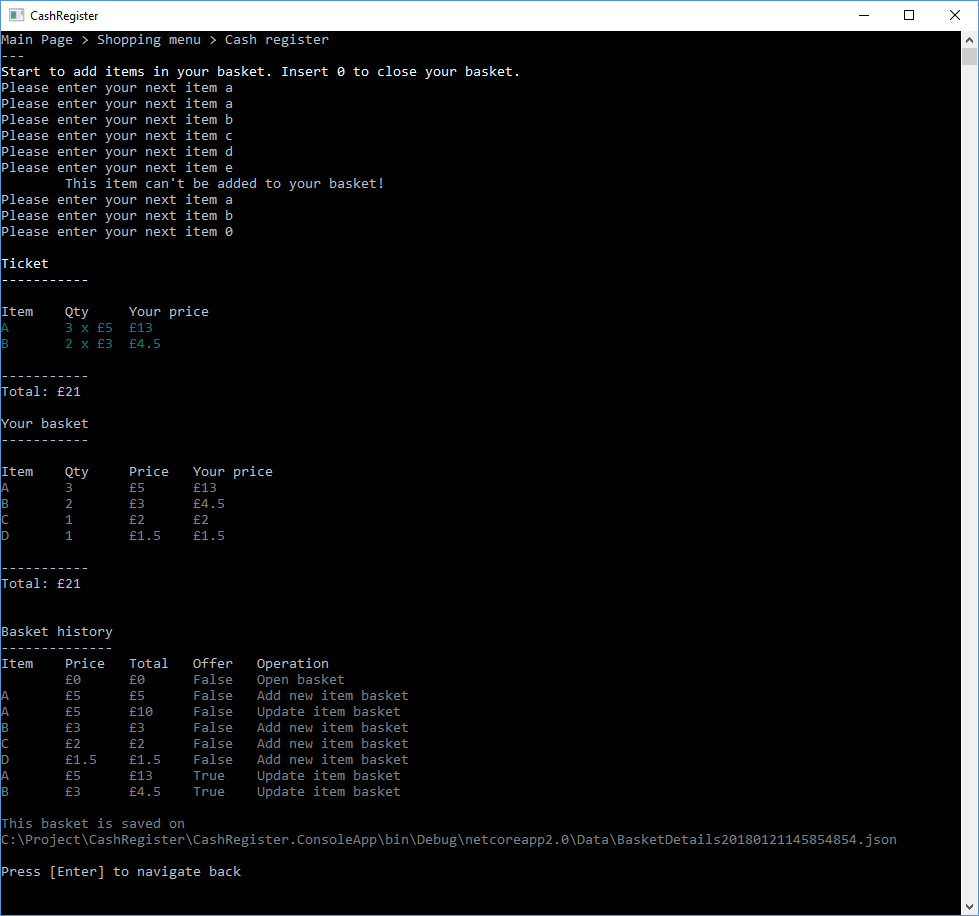 CashRegister
Main Page > Shopping menu > Cash register
---
Start to add items in your basket. Insert 0 to close your basket.
Please enter your next item a
Please enter your next item a
Please enter your next item b
Please enter your next item c
Please enter your next item d
Please enter your next item e
This item can't be added to your basket!
Please enter your next item a
Please enter your next item b
Please enter your next item 0
Ticket
-----------
Item Qty Your price
A 3 x £5 £13
B 2 x £3 £4.5
-----------
Total: £21
Your basket
-----------
Item Qty Price Your price
A 3 £5 £13
B 2 £3 £4.5
C 1 £2 £2
D 1 £1.5 £1.5
-----------
Total: £21
Basket history
--------------
Item Price Total Offer Operation
£0 £0 False Open basket
A £5 £5 False Add new item basket
A £5 £10 False Update item basket
B £3 £3 False Add new item basket
C £2 £2 False Add new item basket
D £1.5 £1.5 False Add new item basket
A £5 £13 True Update item basket
B £3 £4.5 True Update item basket
This basket is saved on
C:\Project\CashRegister\CashRegister.ConsoleApp\bin\Debug\netcoreapp2.0\Data\BasketDetails20180121145854854.json
Press [Enter] to navigate back